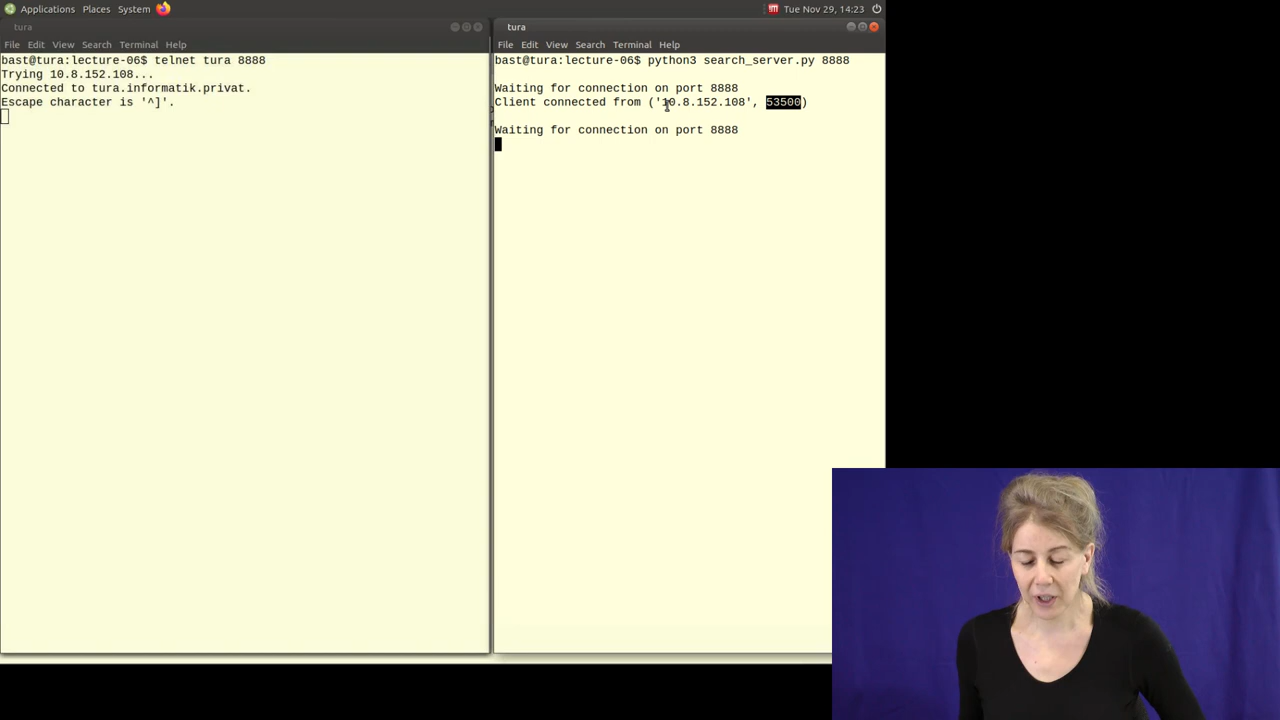 Applications Places System
Tue Nov 29, 14:23
tura
File Edit View Search Terminal Help
bast@tura:lecture-06$ telnet tura 8888
Trying 10.8.152.108...
Connected to tura.informatik.privat.
Escape character is '^]'.
tura
File Edit View Search Terminal Help
bast@tura:lecture-06$ python3 search_server.py 8888
Waiting for connection on port 8888
Client connected from ('10.8.152.108', 53500)
Waiting for connection on port 8888